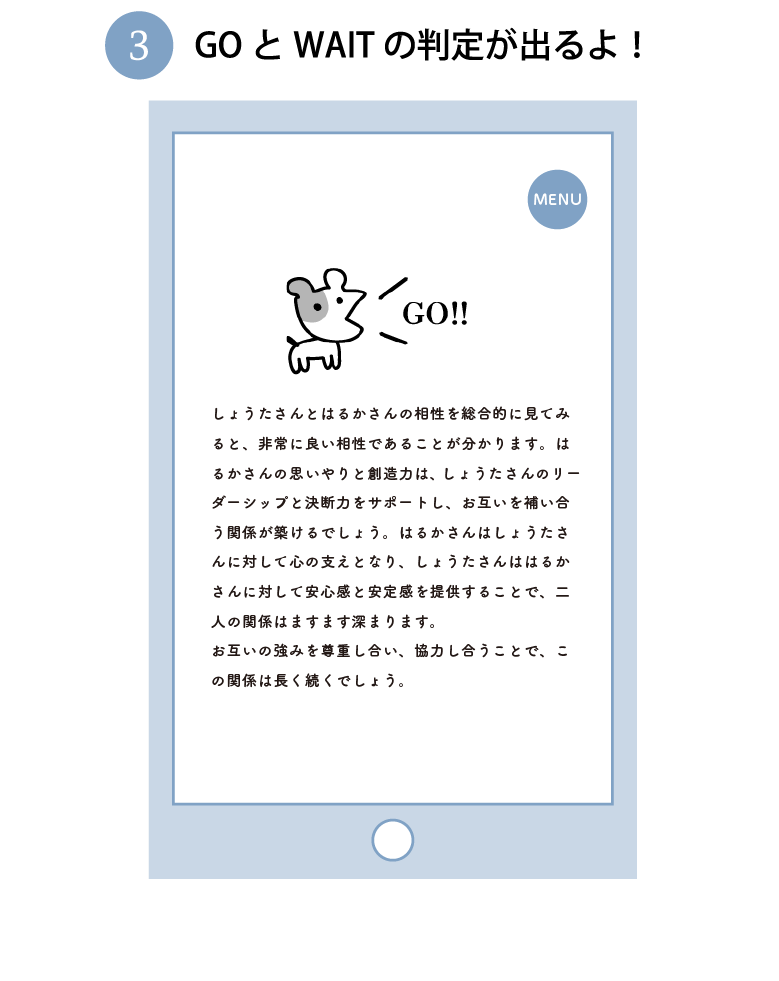 3 GO と WAIT の判定が出るよ！
MENU
GO!!
しょうたさんとはるかさんの相性を総合的に見てみ
ると、非常に良い相性であることが分かります。は
るかさんの思いやりと創造力は、しょうたさんのリー
ダーシップと決断力をサポートし、お互いを補い合
う関係が築けるでしょう。はるかさんはしょうたさ
んに対して心の支えとなり、しょうたさんははるか
さんに対して安心感と安定感を提供することで、二
人の関係はますます深まります。
お互いの強みを尊重し合い、協力し合うことで、こ
の関係は長く続くでしょう。